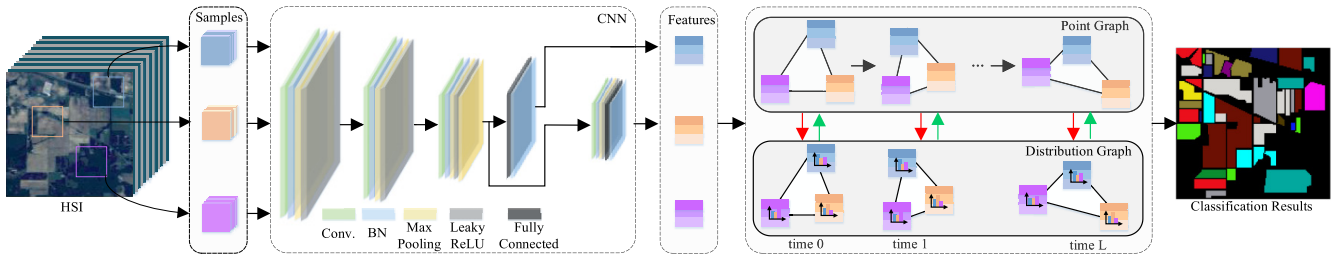 Samples
CNN
Features
Point Graph
...
HSI
Conv.
BN
Max
Pooling
Leaky
ReLU
Fully
Connected
Distribution Graph
time 0
time 1
time L
Classification Results